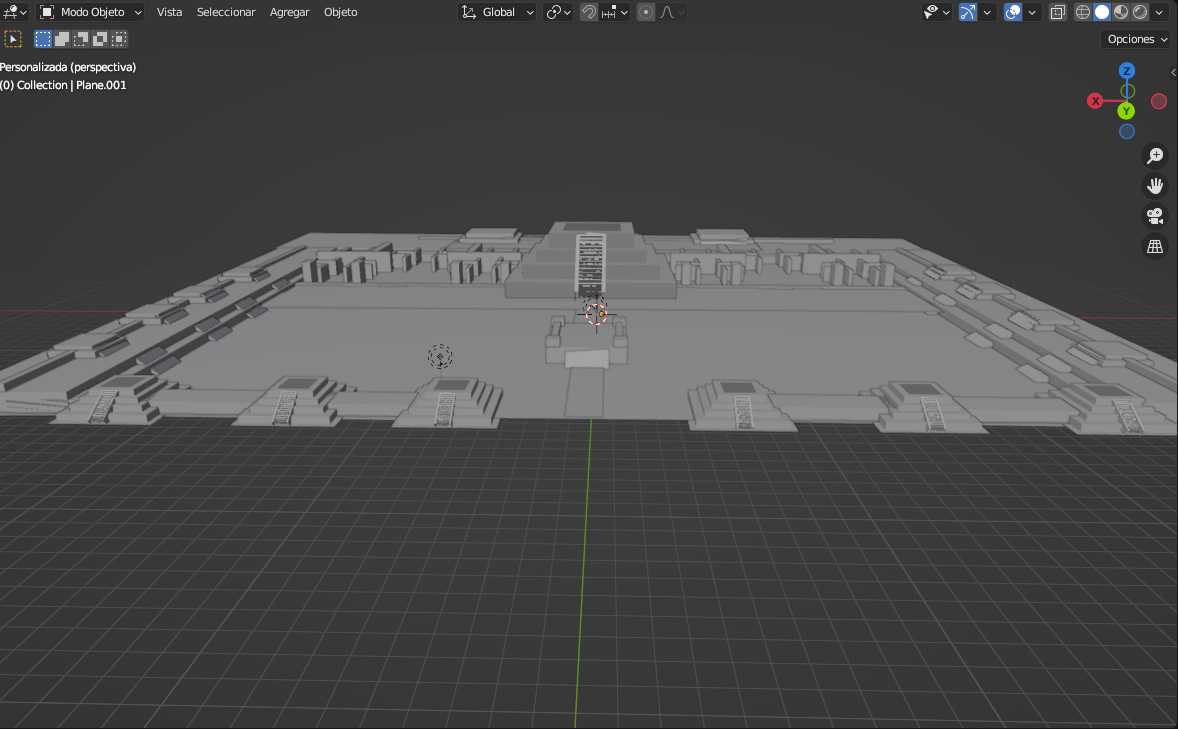 Modo Objeto Vista Seleccionar Agregar Objeto Global
Opciones
Personalizada (perspectiva)
(0) Collection | Plane.001
Z
X
Y